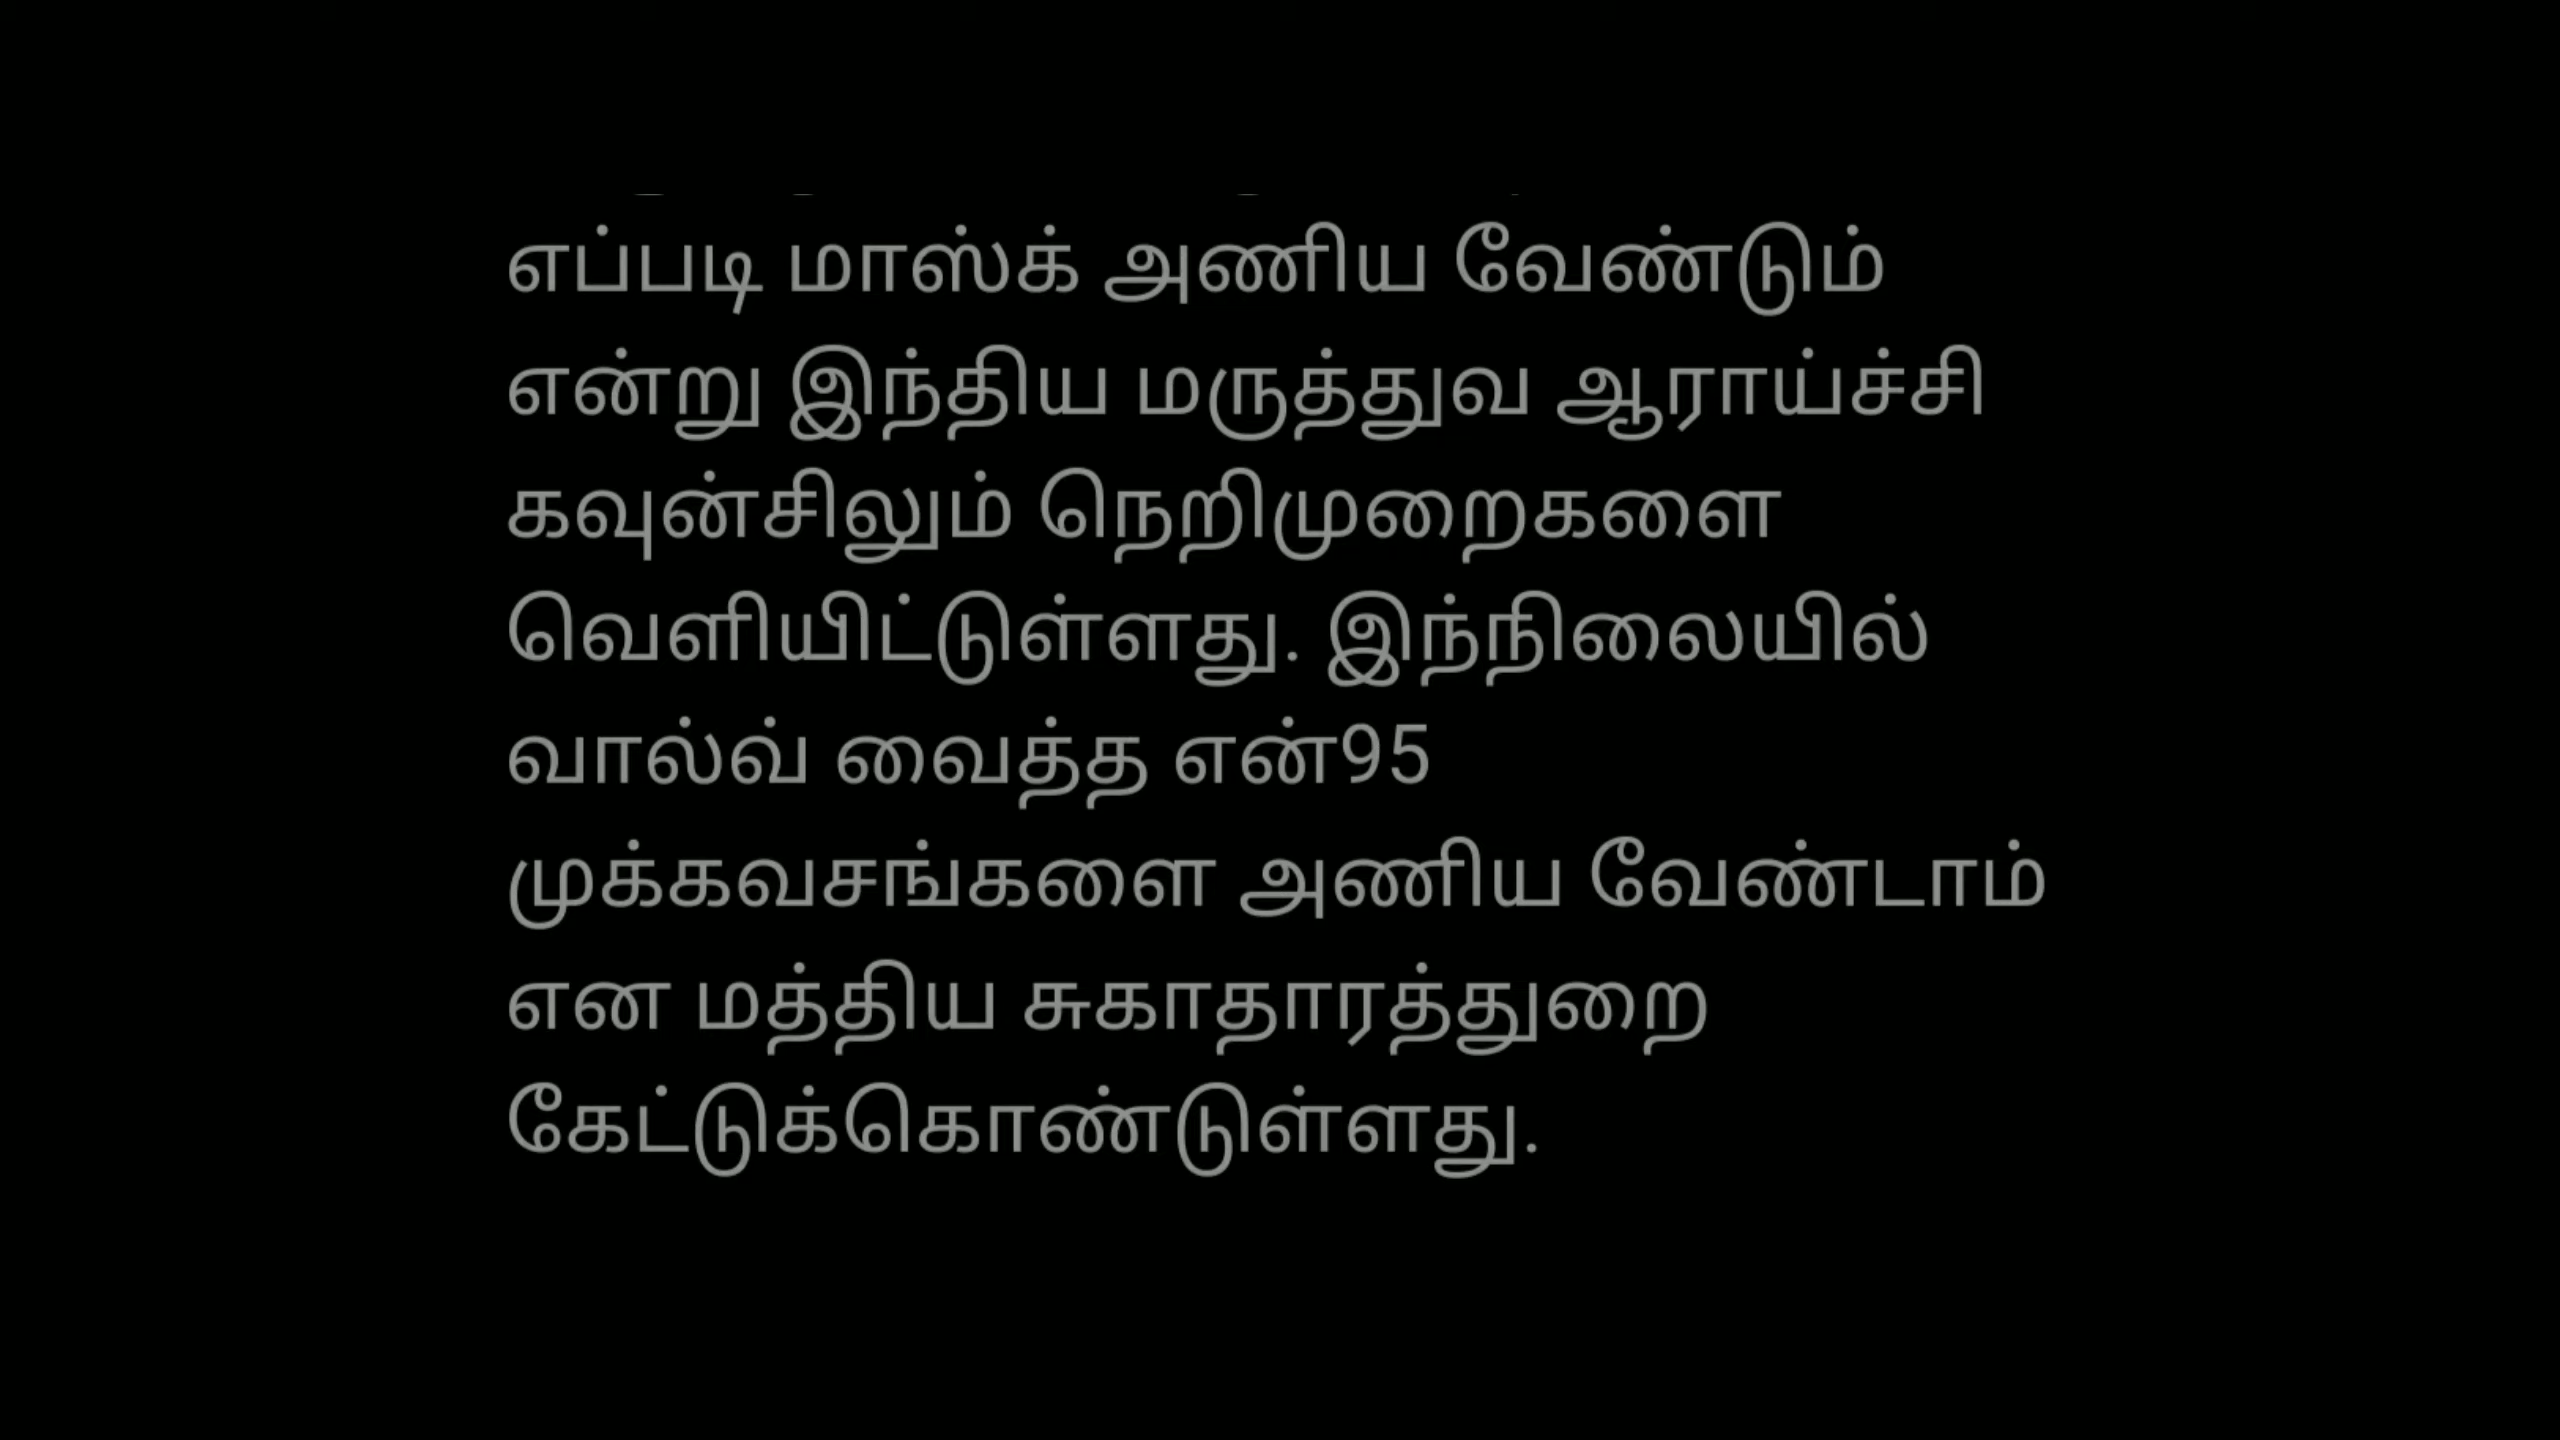 எப்படி மாஸ்க் அணிய வேண்டும்
என்று இந்திய மருத்துவ ஆராய்ச்சி
கவுன்சிலும் நெறிமுறைகளை
வெளியிட்டுள்ளது. இந்நிலையில்
வால்வ் வைத்த என்95
முக்கவசங்களை அணிய வேண்டாம்
என மத்திய சுகாதாரத்துறை
கேட்டுக்கொண்டுள்ளது.